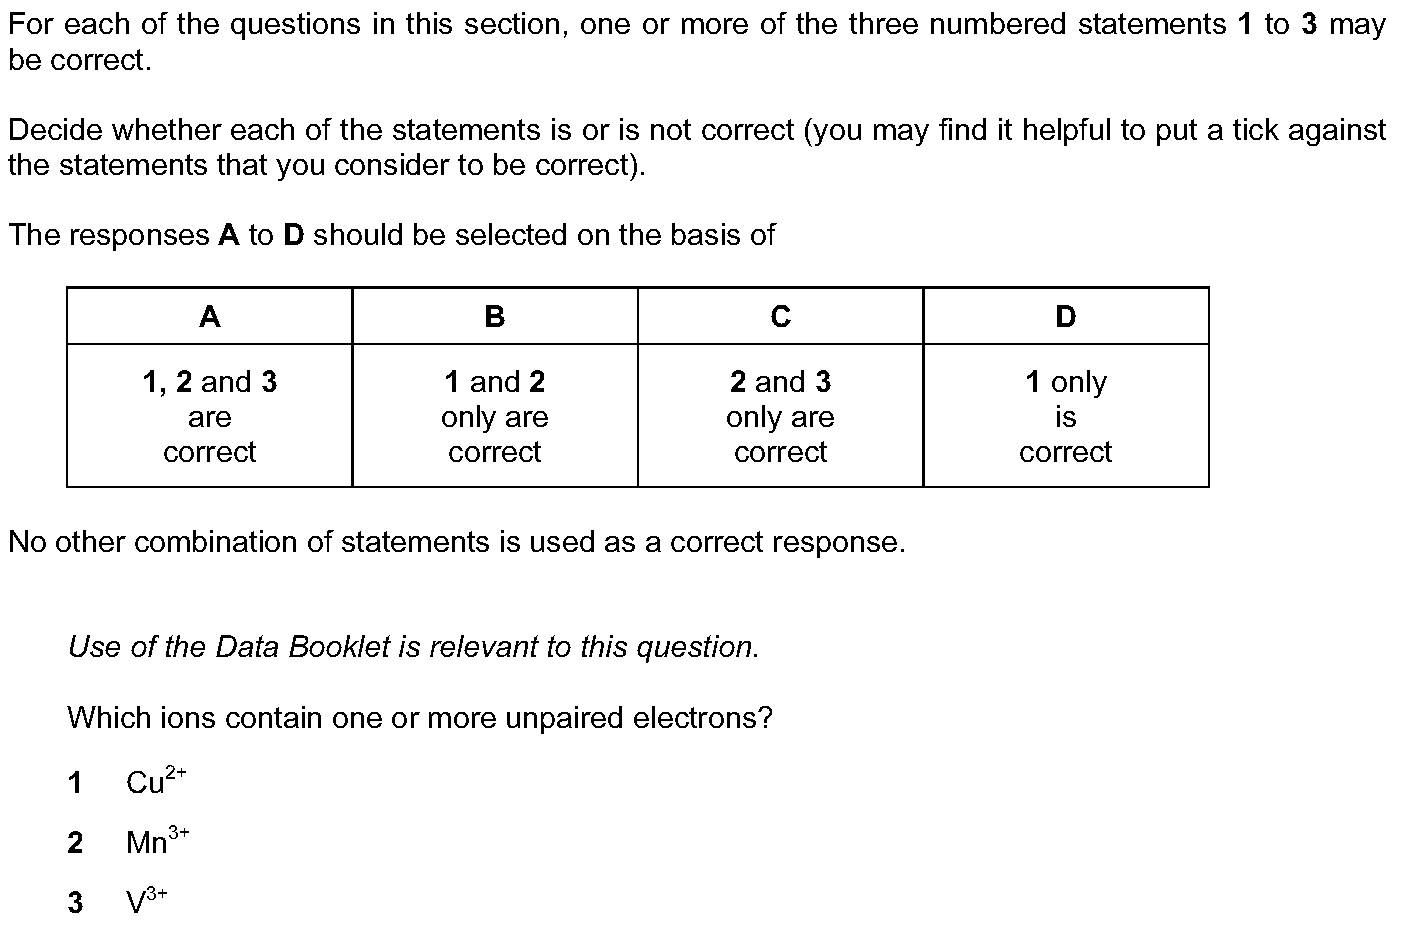 For each of the questions in this section, one or more of the three numbered statements 1 to 3 may
be correct.
Decide whether each of the statements is or is not correct (you may find it helpful to put a tick against
the statements that you consider to be correct).
The responses A to D should be selected on the basis of
A B C D
1, 2 and 3 1 and 2 2 and 3 1 only
are only are only are is
correct correct correct correct
No other combination of statements is used as a correct response.
Use of the Data Booklet is relevant to this question.
Which ions contain one or more unpaired electrons?
1 Cu²⁺
2 Mn³⁺
3 V³⁺